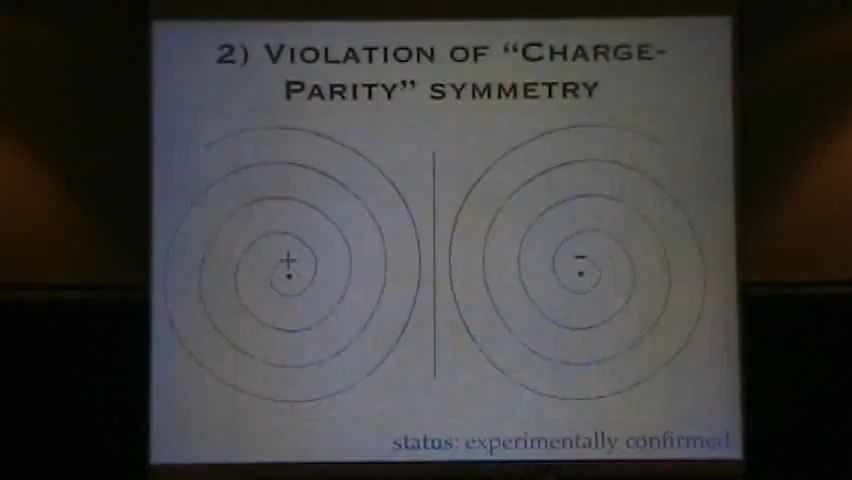 2) VIOLATION OF “CHARGE-
PARITY” SYMMETRY
+
-
status: experimentally confirmed